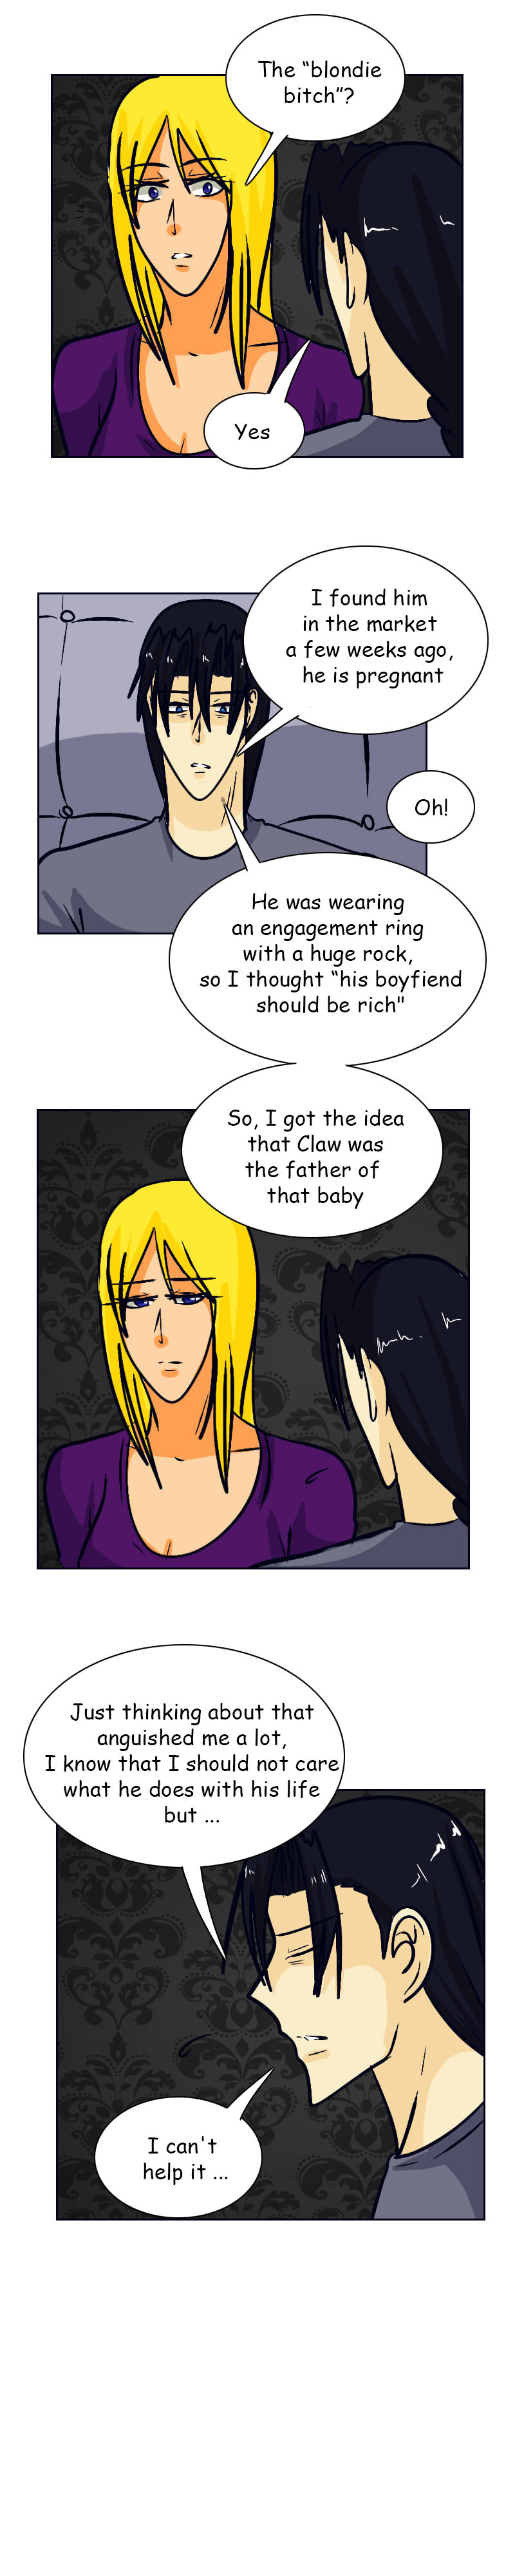 The “blondie
bitch”?
Yes
I found him
in the market
a few weeks ago,
he is pregnant
Oh!
He was wearing
an engagement ring
with a huge rock,
so I thought “his boyfiend
should be rich"
So, I got the idea
that Claw was
the father of
that baby
Just thinking about that
anguished me a lot,
I know that I should not care
what he does with his life
but ...
I can't
help it ...